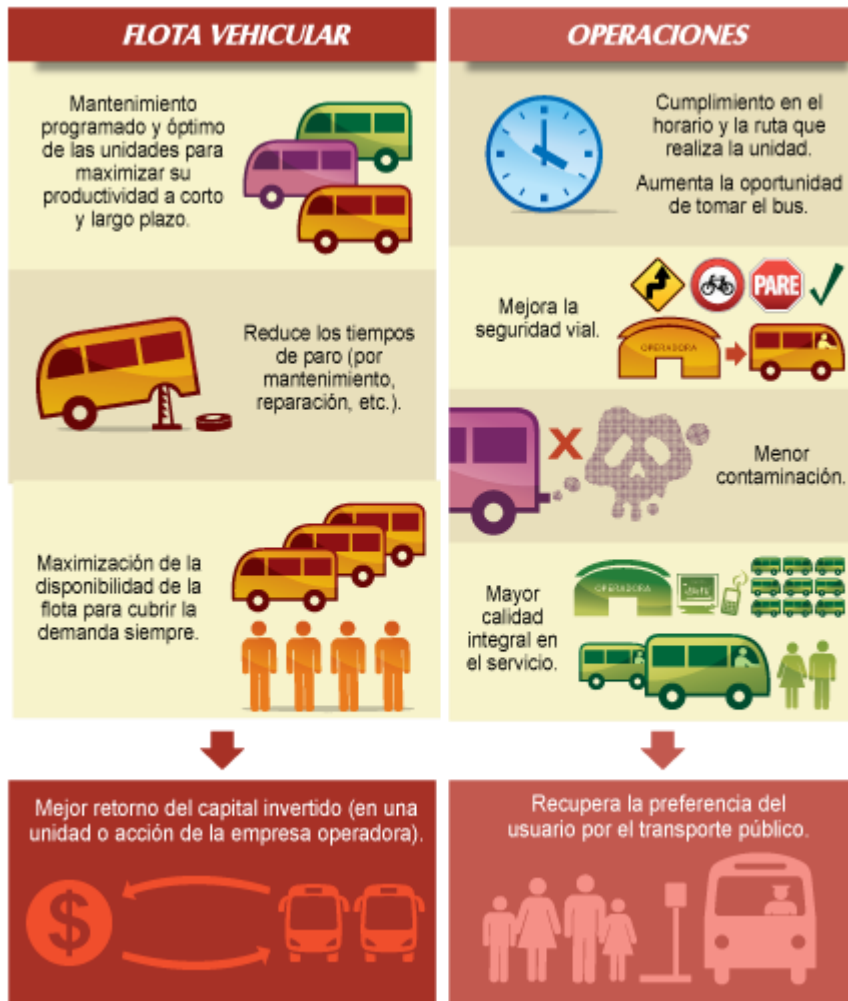 FLOTA VEHICULAR
Mantenimiento
programado y óptimo
de las unidades para
maximizar su
productividad a corto
y largo plazo.
Reduce los tiempos
de paro (por
mantenimiento,
reparación, etc.).
Maximización de la
disponibilidad de la
flota para cubrir la
demanda siempre.
Mejor retorno del capital invertido (en una
unidad o acción de la empresa operadora).
$
OPERACIONES
Cumplimiento en el
horario y la ruta que
realiza la unidad.
Aumenta la oportunidad
de tomar el bus.
Mejora la
seguridad vial.
PARE
OPERADORA
X
Menor
contaminación.
Mayor
calidad
integral en
el servicio.
OPERADORA
Recupera la preferencia del
usuario por el transporte público.